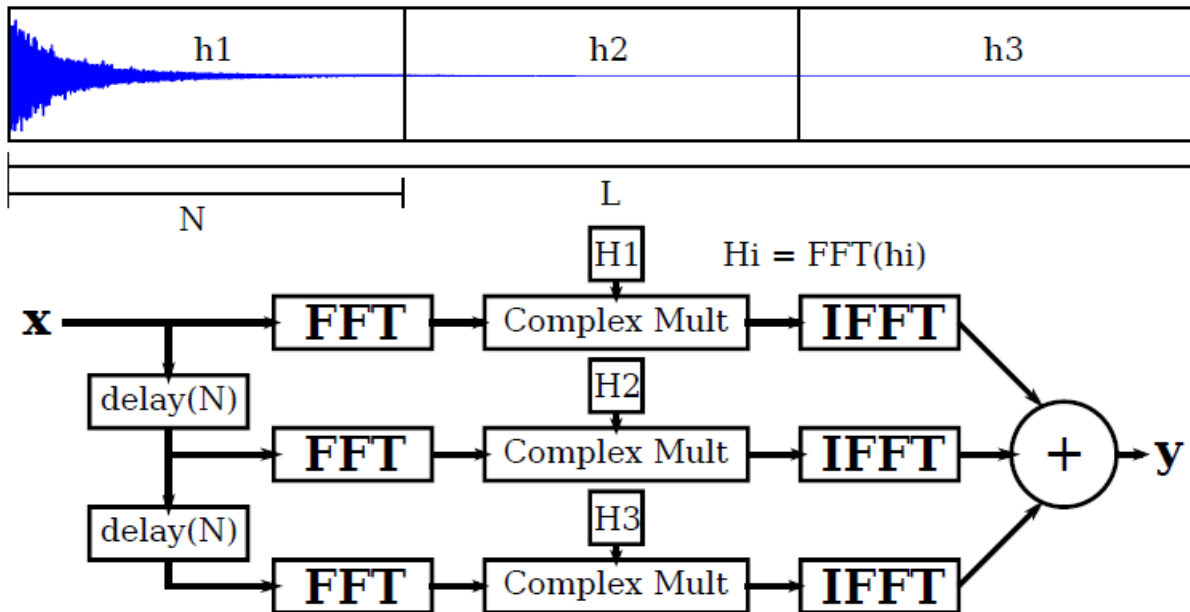 h1 h2 h3
L
N
H1 Hi = FFT(hi)
x FFT Complex Mult IFFT
delay(N) H2
FFT Complex Mult IFFT + y
delay(N) H3
FFT Complex Mult IFFT